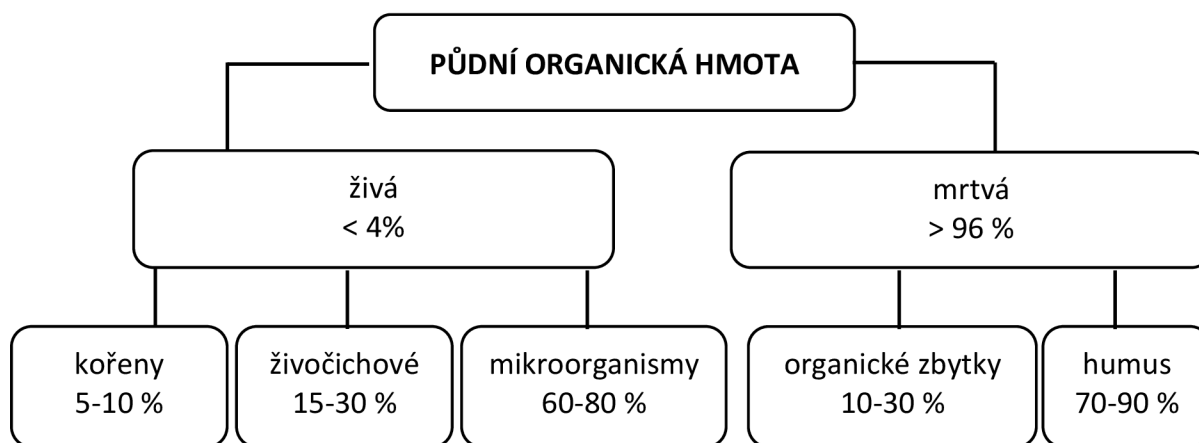 PŮDNÍ ORGANICKÁ HMOTA
živá
< 4%
mrtvá
> 96 %
kořeny
5-10 %
živočichové
15-30 %
mikroorganismy
60-80 %
organické zbytky
10-30 %
humus
70-90 %